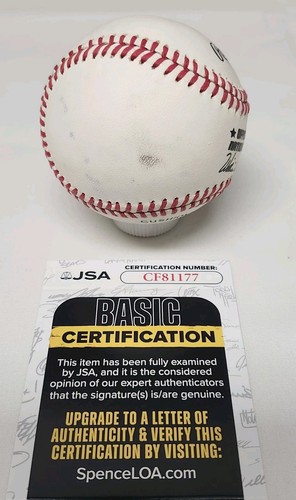 JSA
CERTIFICATION NUMBER:
CF81177
BASIC
CERTIFICATION
This item has been fully examined
by JSA, and it is the considered
opinion of our expert authenticators
that the signature(s) is/are genuine.
UPGRADE TO A LETTER OF
AUTHENTICITY & VERIFY THIS
CERTIFICATION BY VISITING:
SpenceLOA.com